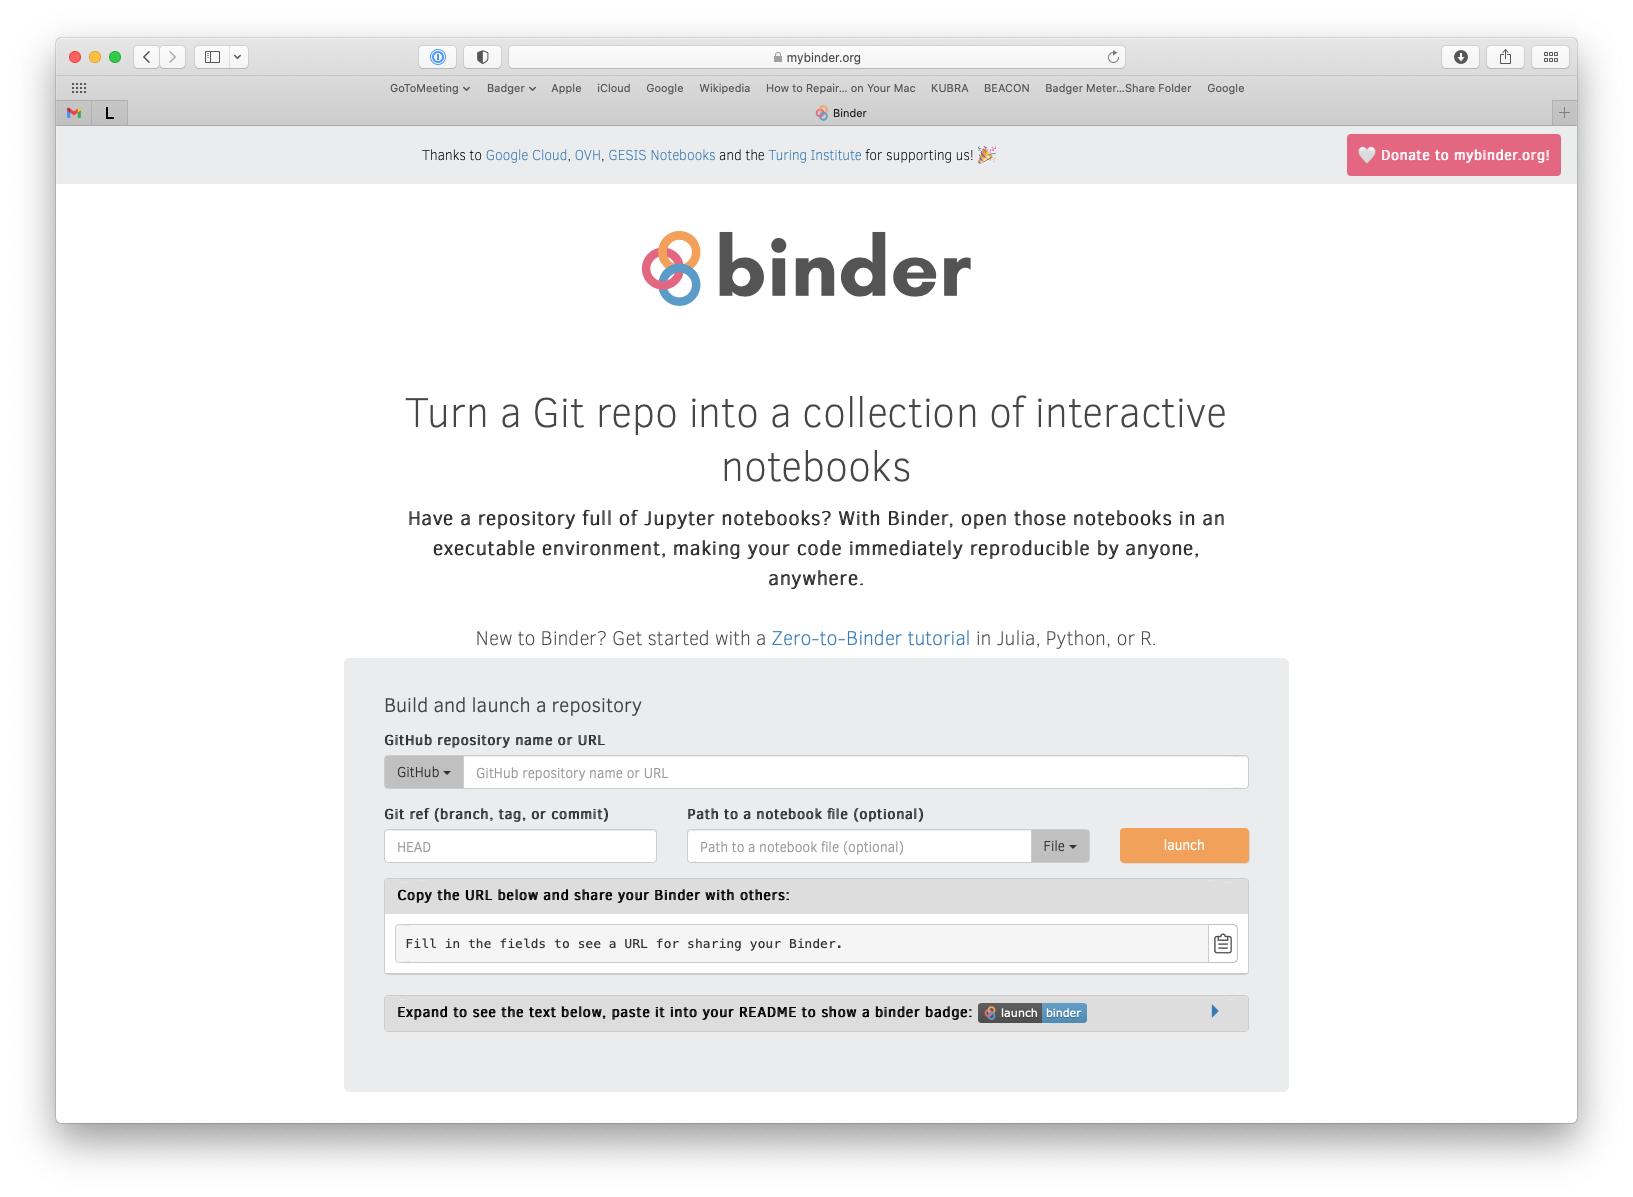 mybinder.org
GoToMeeting Badger Apple iCloud Google Wikipedia How to Repair... on Your Mac KUBRA BEACON Badger Meter...Share Folder Google
L Binder
Thanks to Google Cloud, OVH, GESIS Notebooks and the Turing Institute for supporting us! 🎉
🤍 Donate to mybinder.org!
binder
Turn a Git repo into a collection of interactive
notebooks
Have a repository full of Jupyter notebooks? With Binder, open those notebooks in an
executable environment, making your code immediately reproducible by anyone,
anywhere.
New to Binder? Get started with a Zero-to-Binder tutorial in Julia, Python, or R.
Build and launch a repository
GitHub repository name or URL
GitHub GitHub repository name or URL
Git ref (branch, tag, or commit) Path to a notebook file (optional)
HEAD Path to a notebook file (optional) File launch
Copy the URL below and share your Binder with others:
Fill in the fields to see a URL for sharing your Binder.
Expand to see the text below, paste it into your README to show a binder badge: launch binder